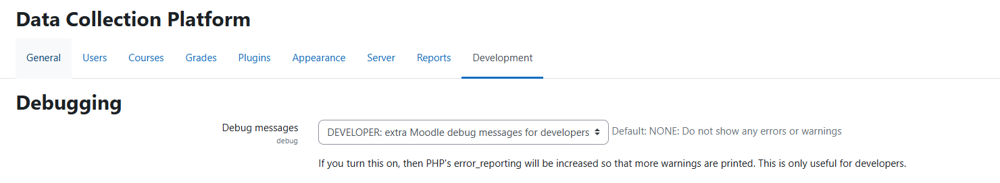 Data Collection Platform
General Users Courses Grades Plugins Appearance Server Reports Development
Debugging
Debug messages DEVELOPER: extra Moodle debug messages for developers Default: NONE: Do not show any errors or warnings
debug
If you turn this on, then PHP's error_reporting will be increased so that more warnings are printed. This is only useful for developers.